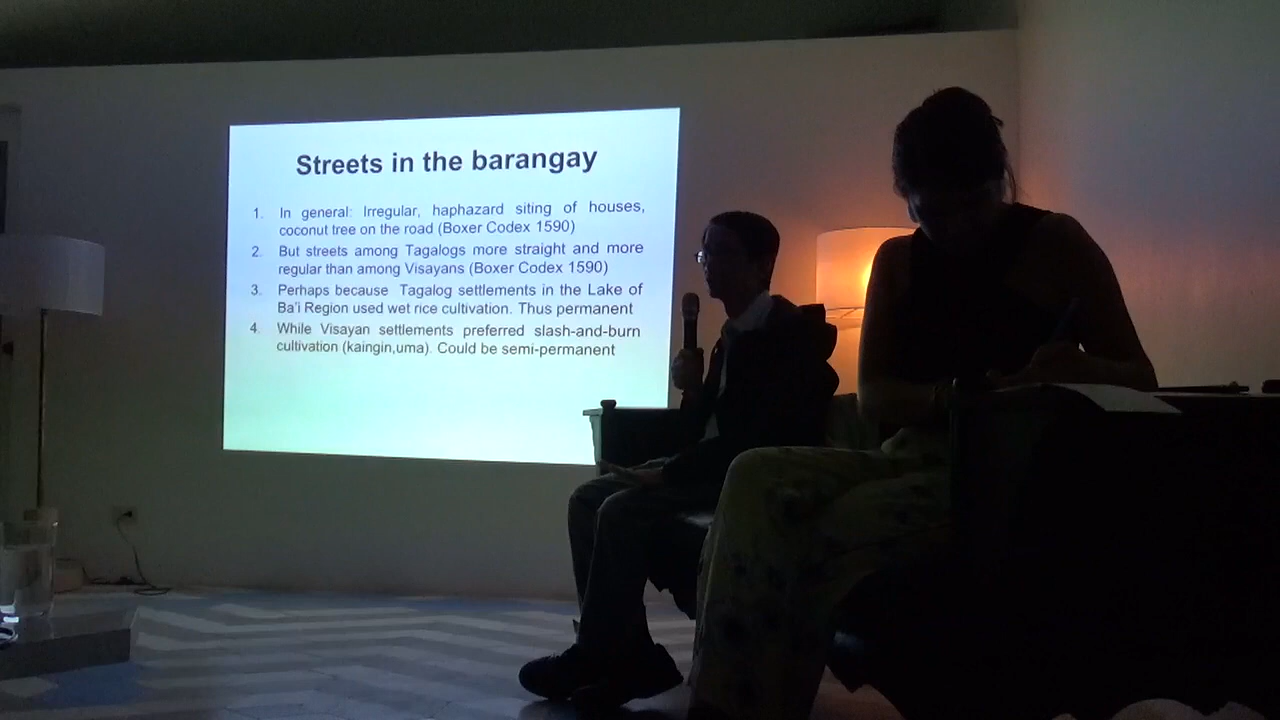 Streets in the barangay
1. In general: Irregular, haphazard siting of houses,
coconut tree on the road (Boxer Codex 1590)
2. But streets among Tagalogs more straight and more
regular than among Visayans (Boxer Codex 1590)
3. Perhaps because Tagalog settlements in the Lake of
Ba'i Region used wet rice cultivation. Thus permanent
4. While Visayan settlements preferred slash-and-burn
cultivation (kaingin,uma). Could be semi-permanent